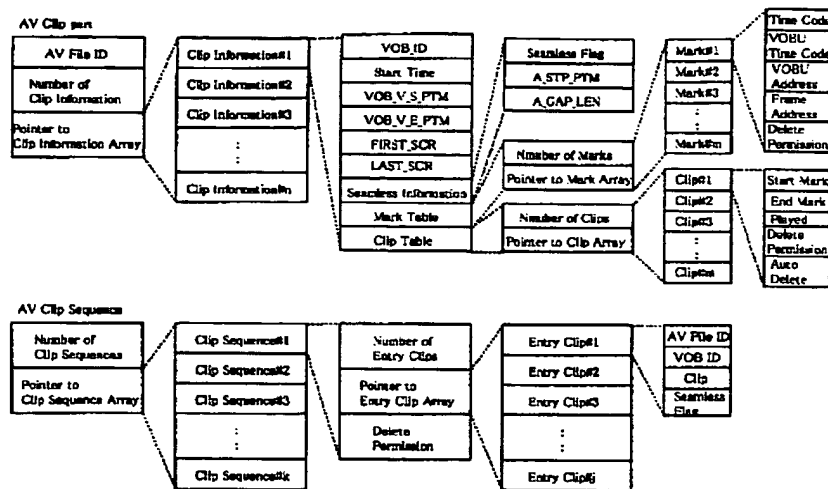 AV Clip part
AV File ID
Number of
Clip Information
Pointer to
Clip Information Array
Clip Information#1
Clip Information#2
Clip Information#3
Clip Information#n
VOB_ID
Start Time
VOB_V_S_PTM
VOB_V_E_PTM
FIRST_SCR
LAST_SCR
Seamless Information
Mark Table
Clip Table
Seamless Flag
A_STP_PTM
A_GAP_LEN
Number of Marks
Pointer to Mark Array
Number of Clips
Pointer to Clip Array
Mark#1
Mark#2
Mark#3
Mark#m
Clip#1
Clip#2
Clip#3
Clip#m
Time Code
VOBU
Time Code
VOBU
Address
Frame
Address
Delete
Permission
Start Mark
End Mark
Played
Delete
Permission
Auto
Delete
AV Clip Sequence
Number of
Clip Sequences
Pointer to
Clip Sequence Array
Clip Sequence#1
Clip Sequence#2
Clip Sequence#3
Clip Sequence#k
Number of
Entry Clips
Pointer to
Entry Clip Array
Delete
Permission
Entry Clip#1
Entry Clip#2
Entry Clip#3
Entry Clip#j
AV File ID
VOB ID
Clip
Seamless
Flag